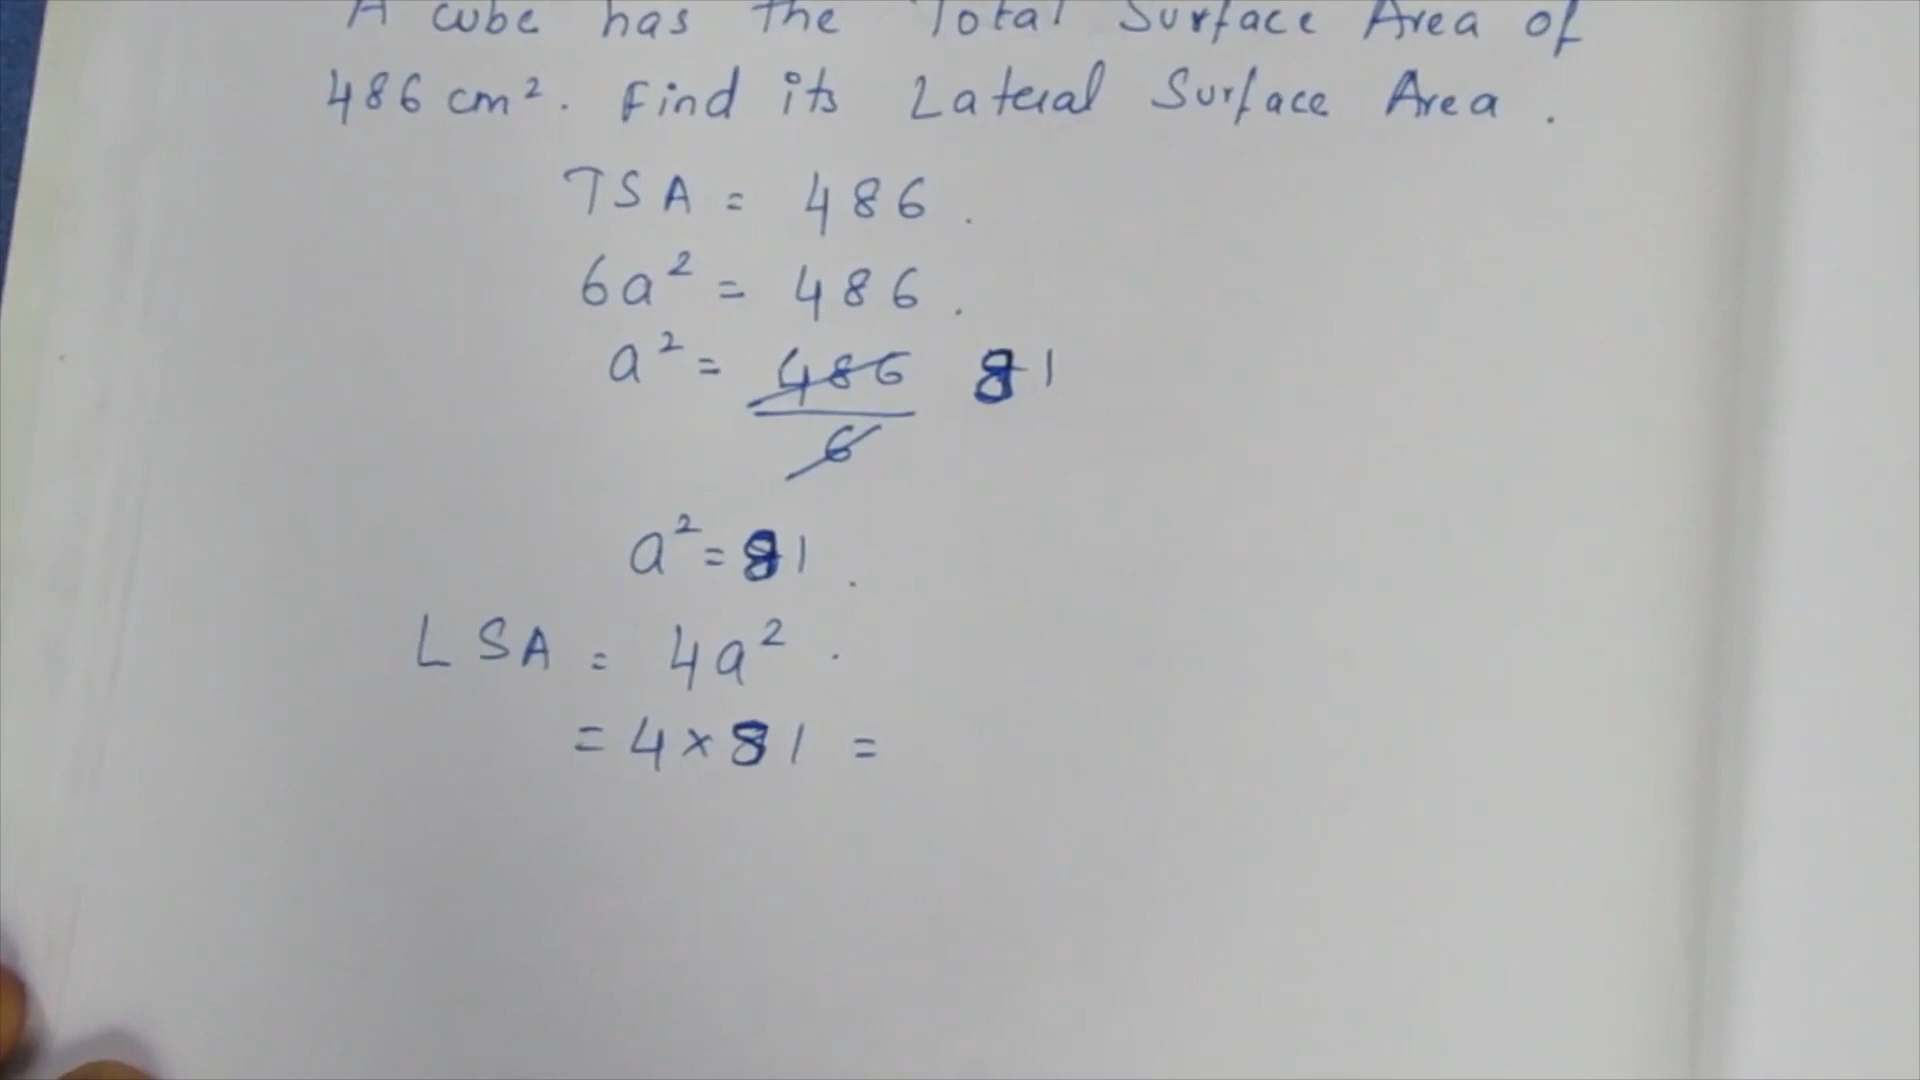 A cube has the Total Surface Area of
486 cm². Find its Lateral Surface Area.
TSA = 486.
6a² = 486.
a² = 486/6 81
a² = 81.
LSA = 4a².
= 4 × 81 =